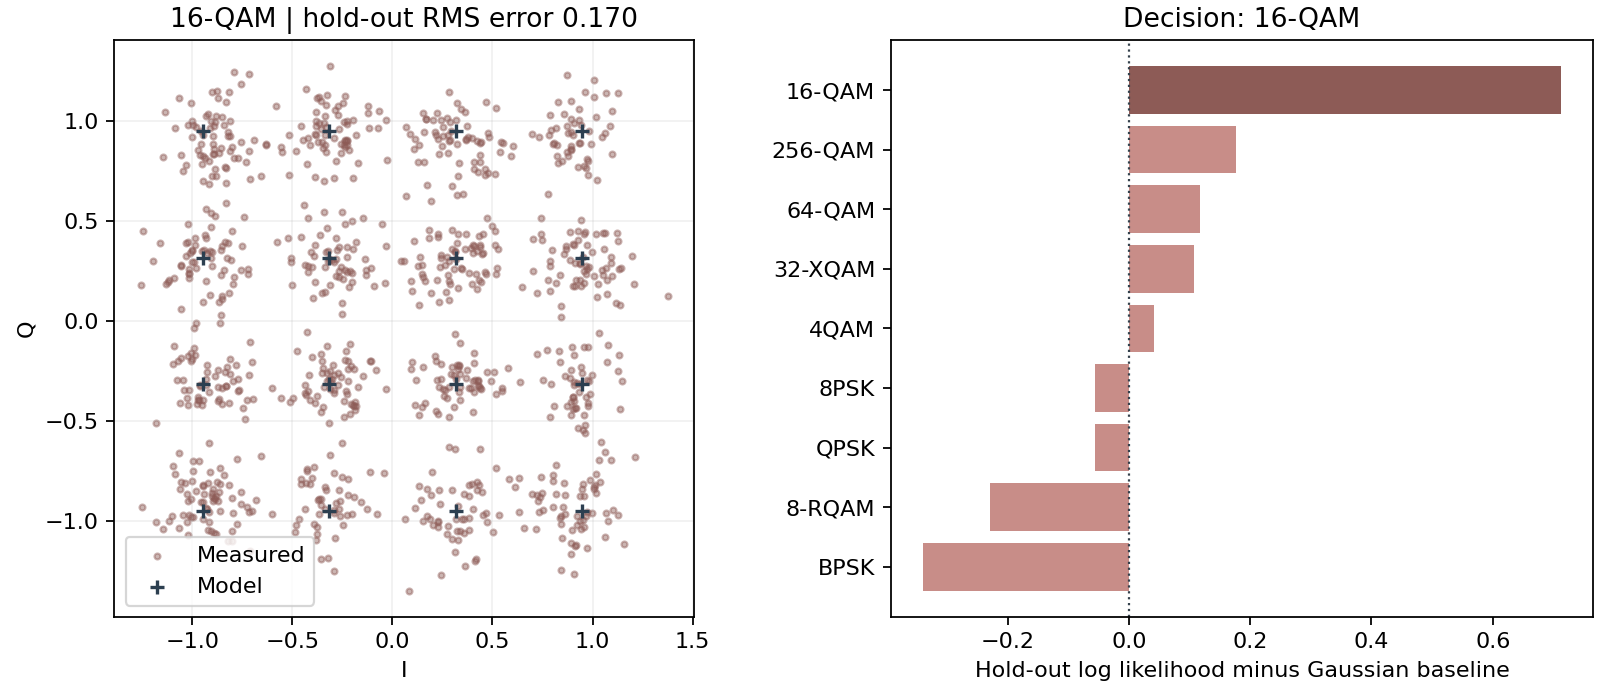 16-QAM | hold-out RMS error 0.170
Q
1.0
0.5
0.0
−0.5
−1.0
Measured
Model
−1.0 −0.5 0.0 0.5 1.0 1.5
I
Decision: 16-QAM
16-QAM
256-QAM
64-QAM
32-XQAM
4QAM
8PSK
QPSK
8-RQAM
BPSK
−0.2 0.0 0.2 0.4 0.6
Hold-out log likelihood minus Gaussian baseline